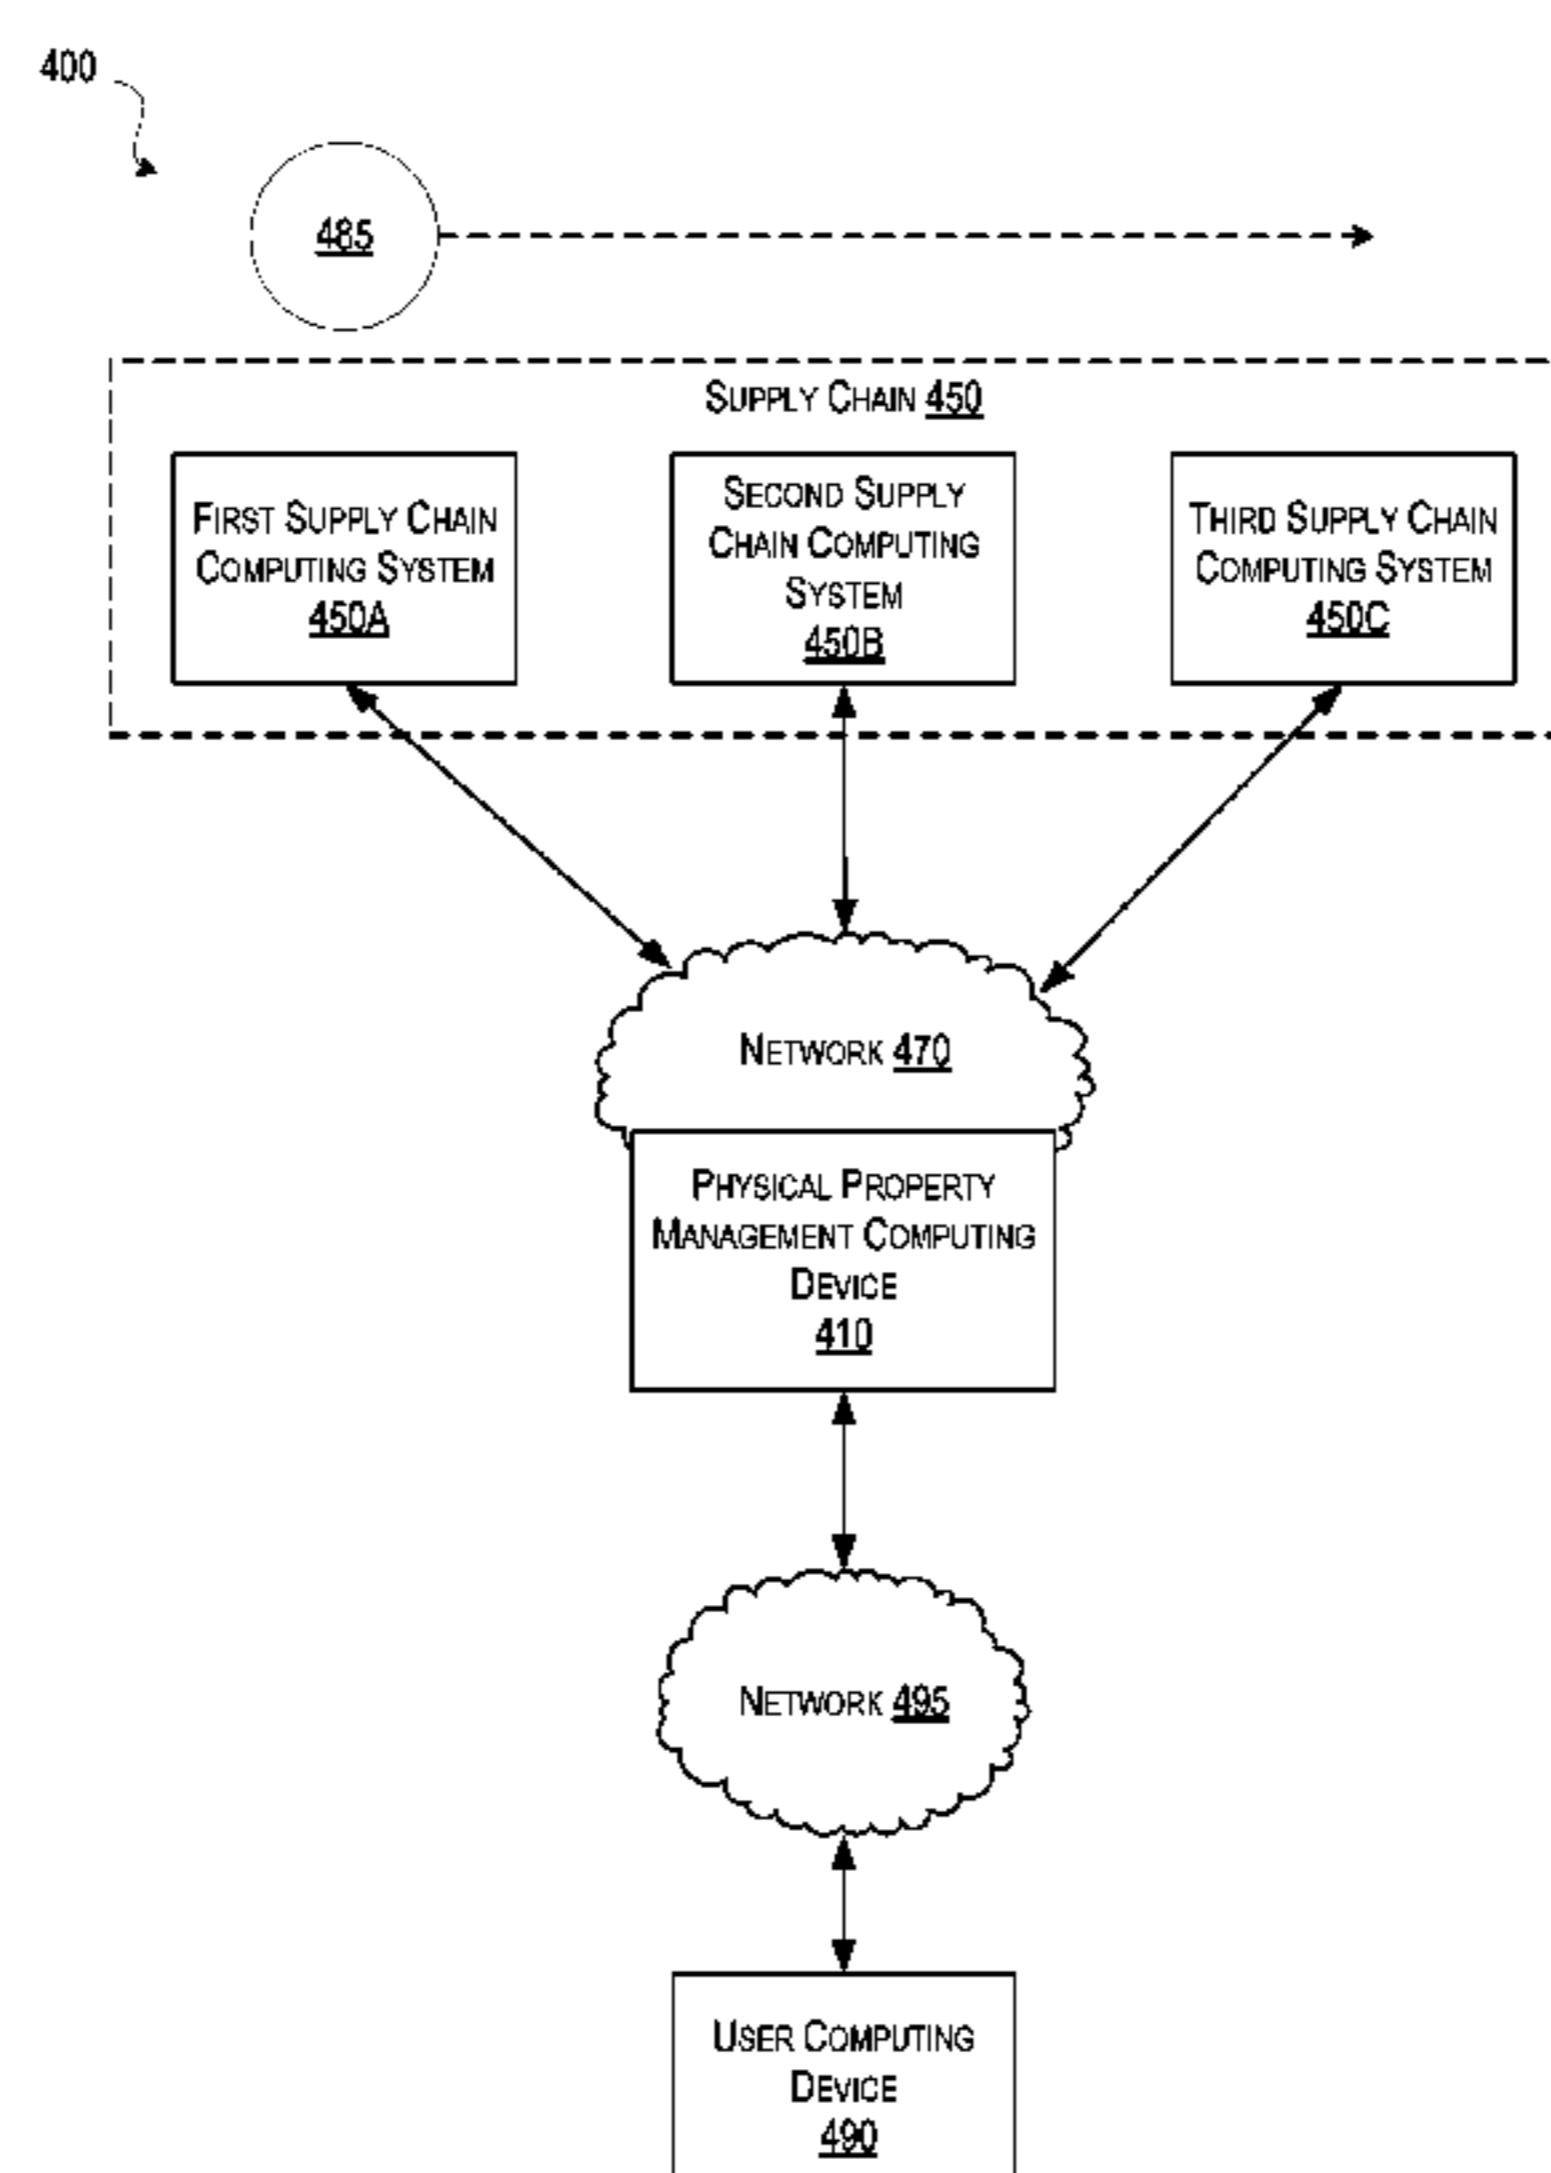 400
485
SUPPLY CHAIN 450
FIRST SUPPLY CHAIN
COMPUTING SYSTEM
450A
SECOND SUPPLY
CHAIN COMPUTING
SYSTEM
450B
THIRD SUPPLY CHAIN
COMPUTING SYSTEM
450C
NETWORK 470
PHYSICAL PROPERTY
MANAGEMENT COMPUTING
DEVICE
410
NETWORK 495
USER COMPUTING
DEVICE
490